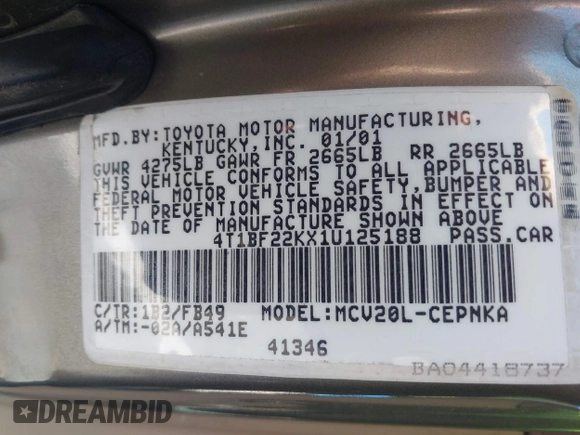 MFD.BY:TOYOTA MOTOR MANUFACTURING,
KENTUCKY,INC. 01/01
GVWR 4275LB GAWR FR 2665LB RR 2665LB
THIS VEHICLE CONFORMS TO ALL APPLICABLE
FEDERAL MOTOR VEHICLE SAFETY,BUMPER AND
THEFT PREVENTION STANDARDS IN EFFECT ON
THE DATE OF MANUFACTURE SHOWN ABOVE
4T1BF22KX1U125188 PASS.CAR
C/TR:1B2/FB49 MODEL:MCV20L-CEPNKA
A/TM:-02A/A541E
41346
BA04418737
DREAMBID